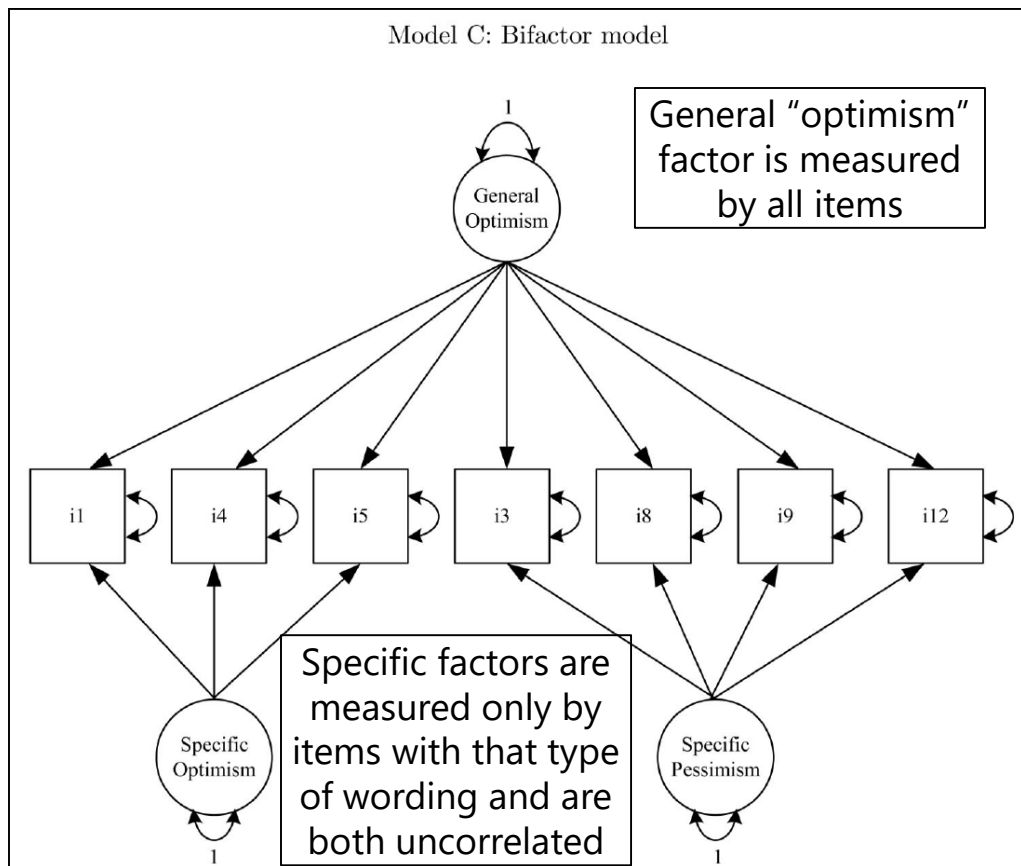 Model C: Bifactor model
1
General “optimism”
factor is measured
by all items
General
Optimism
i1
i4
i5
i3
i8
i9
i12
Specific factors are
measured only by
items with that type
of wording and are
both uncorrelated
Specific
Optimism
Specific
Pessimism
1
1